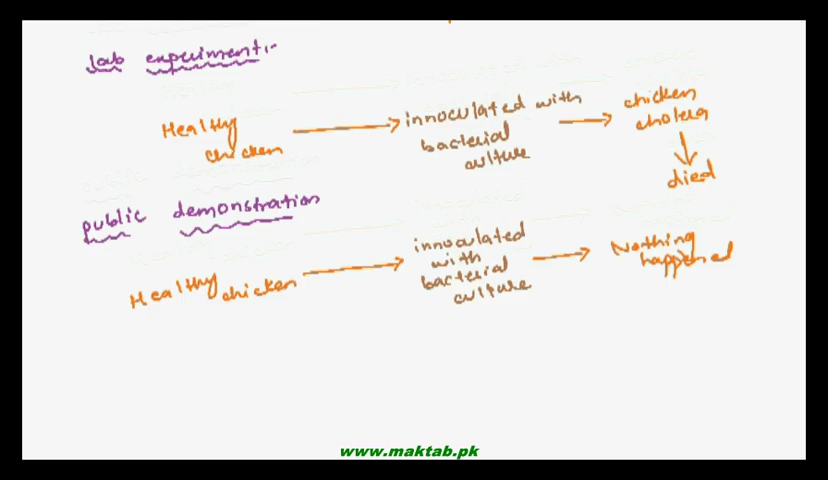 Lab experiment:-
Healthy
chicken
innoculated with
bacterial
culture
chicken
cholera
died
public demonstration
Healthy chicken
innoculated
with
bacterial
culture
Nothing
happened
www.maktab.pk